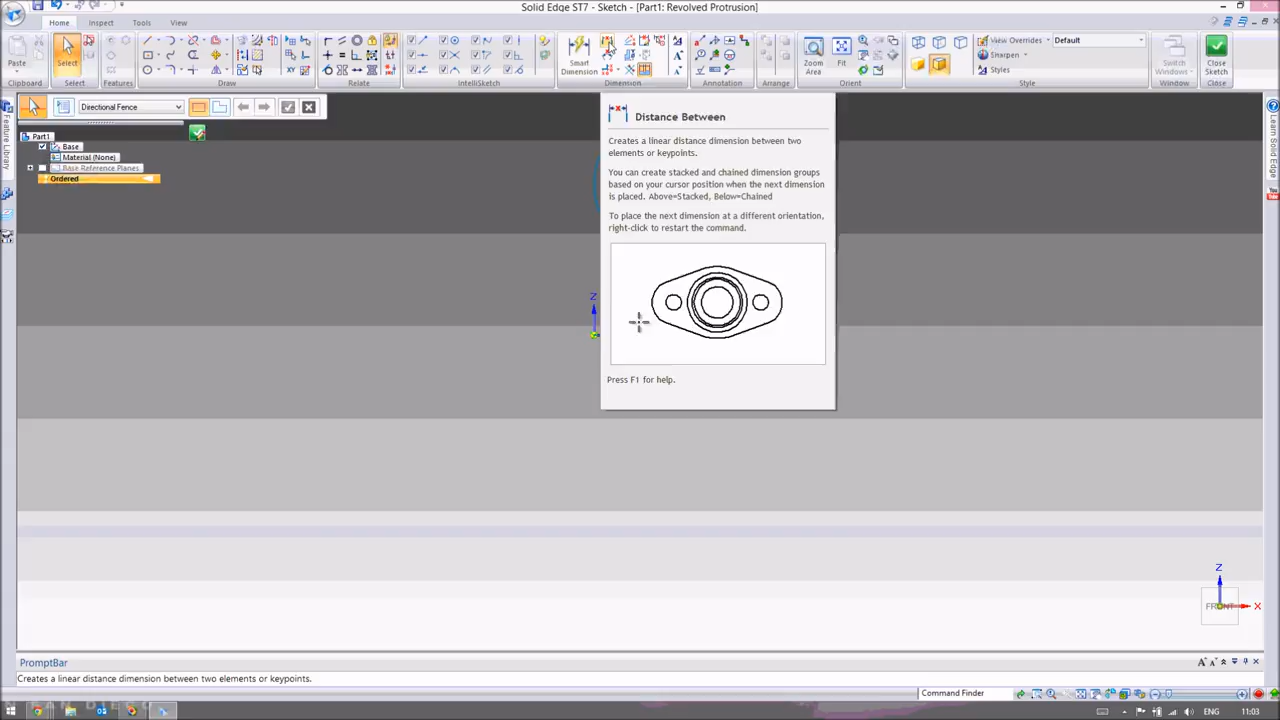 Solid Edge ST7 - Sketch - [Part1: Revolved Protrusion]
Home Inspect Tools View
Paste
Select
Smart Dimension
Zoom Area
Fit
View Overrides
Default
Sharpen
Styles
Switch Windows
Close Sketch
Clipboard Select Features Draw Relate IntelliSketch Dimension Annotation Arrange Orient Style Window Close
Directional Fence
Feature Library
Learn Solid Edge
Part1
Base
Material (None)
Base Reference Planes
Ordered
Distance Between
Creates a linear distance dimension between two
elements or keypoints.
You can create stacked and chained dimension groups
based on your cursor position when the next dimension
is placed. Above=Stacked, Below=Chained
To place the next dimension at a different orientation,
right-click to restart the command.
Press F1 for help.
Z
Z
X
PromptBar
Creates a linear distance dimension between two elements or keypoints.
Command Finder
ENG
11:03